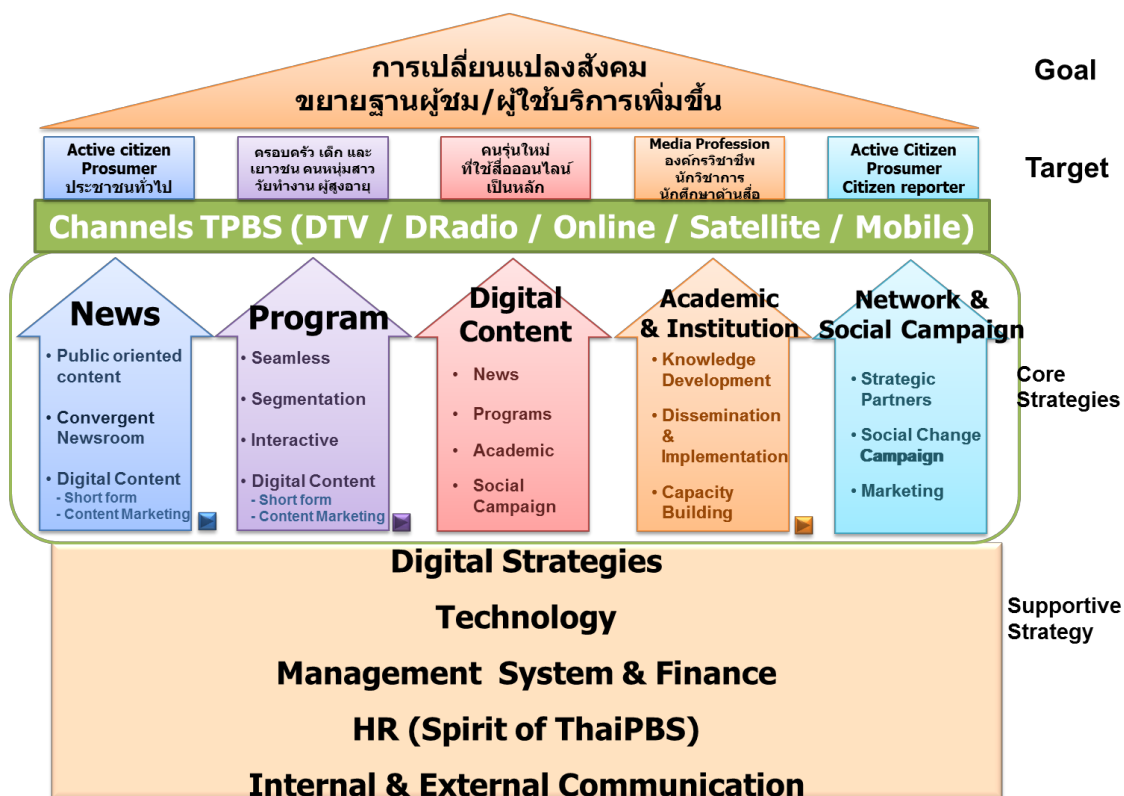 การเปลี่ยนแปลงสังคม
ขยายฐานผู้ชม/ผู้ใช้บริการเพิ่มขึ้น
Goal
Active citizen
Prosumer
ประชาชนทั่วไป
ครอบครัว เด็ก และ
เยาวชน คนหนุ่มสาว
วัยทำงาน ผู้สูงอายุ
คนรุ่นใหม่
ที่ใช้สื่อออนไลน์
เป็นหลัก
Media Profession
องค์กรวิชาชีพ
นักวิชาการ
นักศึกษาด้านสื่อ
Active Citizen
Prosumer
Citizen reporter
Target
Channels TPBS (DTV / DRadio / Online / Satellite / Mobile)
News
• Public oriented
content
• Convergent
Newsroom
• Digital Content
- Short form
- Content Marketing
Program
• Seamless
• Segmentation
• Interactive
• Digital Content
- Short form
- Content Marketing
Digital
Content
• News
• Programs
• Academic
• Social
Campaign
Academic
& Institution
• Knowledge
Development
• Dissemination
&
Implementation
• Capacity
Building
Network &
Social Campaign
• Strategic
Partners
• Social Change
Campaign
• Marketing
Core
Strategies
Digital Strategies
Technology
Management System & Finance
HR (Spirit of ThaiPBS)
Internal & External Communication
Supportive
Strategy